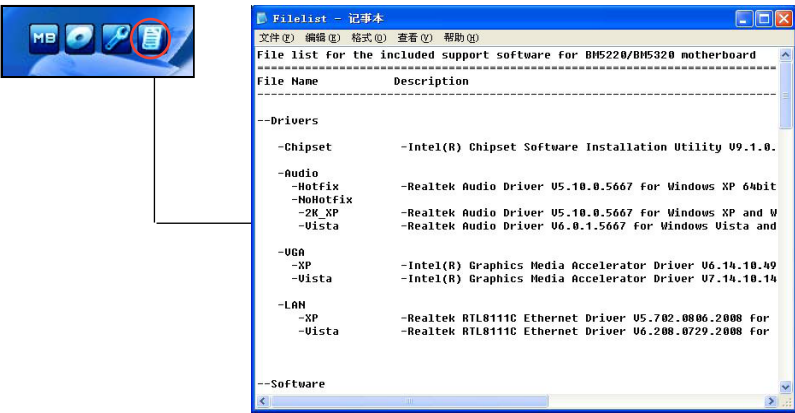 MB
Filelist - 记事本
文件(F) 编辑(E) 格式(O) 查看(V) 帮助(H)
File list for the included support software for BM5220/BM5320 motherboard
================================================================================
File Name Description
--------------------------------------------------------------------------------
--Drivers
-Chipset -Intel(R) Chipset Software Installation Utility V9.1.0.
-Audio
-Hotfix -Realtek Audio Driver V5.10.0.5667 for Windows XP 64bit
-NoHotfix
-2K_XP -Realtek Audio Driver V5.10.0.5667 for Windows XP and W
-Vista -Realtek Audio Driver V6.0.1.5667 for Windows Vista and
-VGA
-XP -Intel(R) Graphics Media Accelerator Driver V6.14.10.49
-Vista -Intel(R) Graphics Media Accelerator Driver V7.14.10.14
-LAN
-XP -Realtek RTL8111C Ethernet Driver V5.702.0806.2008 for
-Vista -Realtek RTL8111C Ethernet Driver V6.208.0729.2008 for
--Software